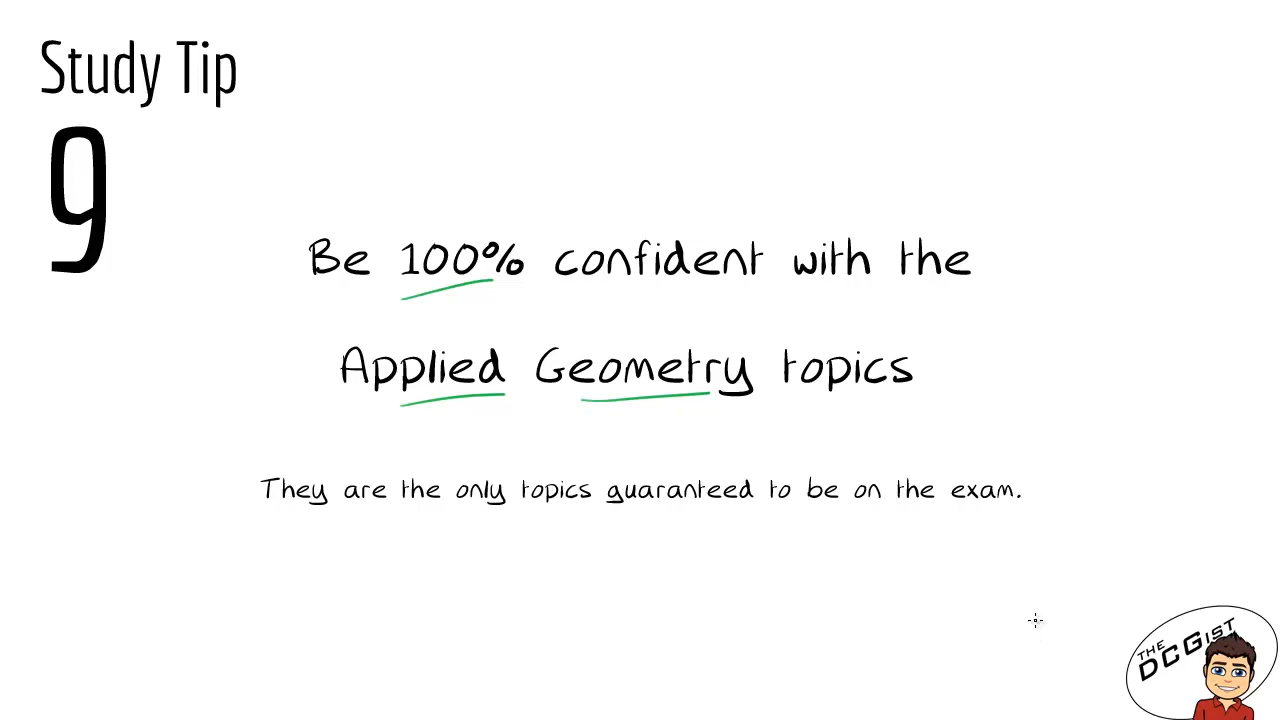 Study Tip
9
Be 100% confident with the
Applied Geometry topics
They are the only topics guaranteed to be on the exam.
THE
DCGIST